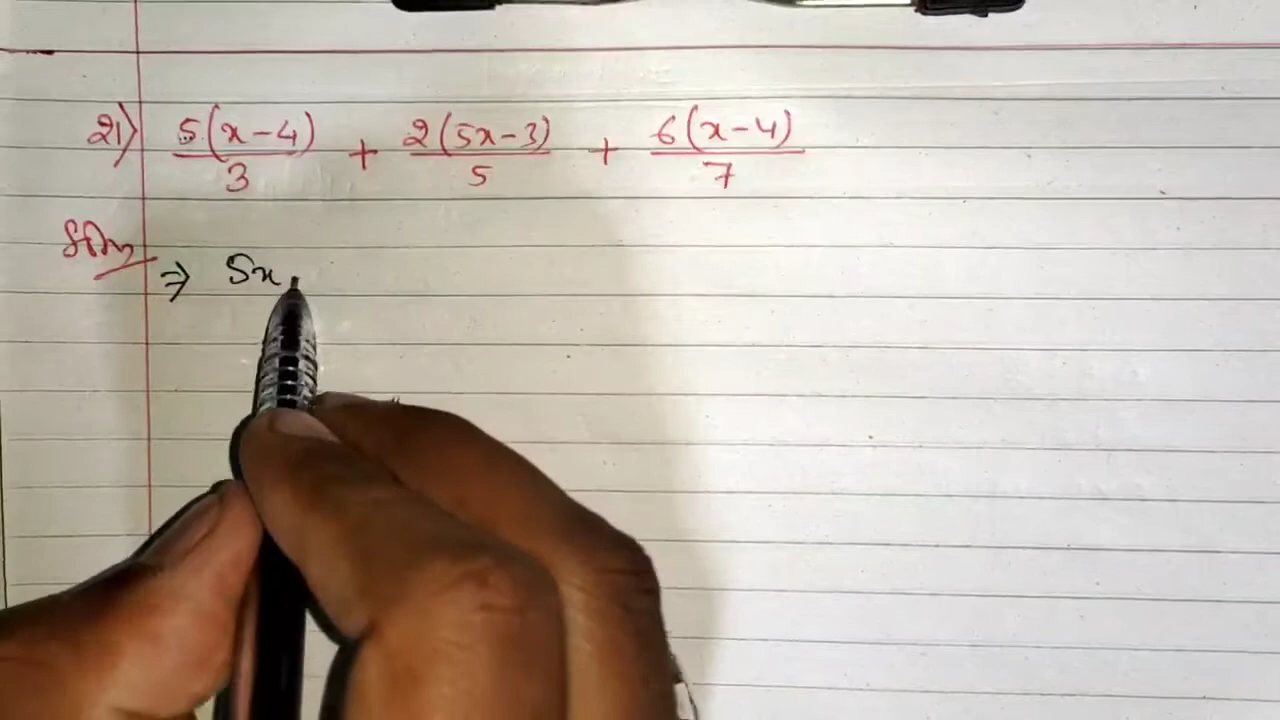 21) 5(x-4)/3 + 2(5x-3)/5 + 6(x-4)/7
Soln
⇒ 5x